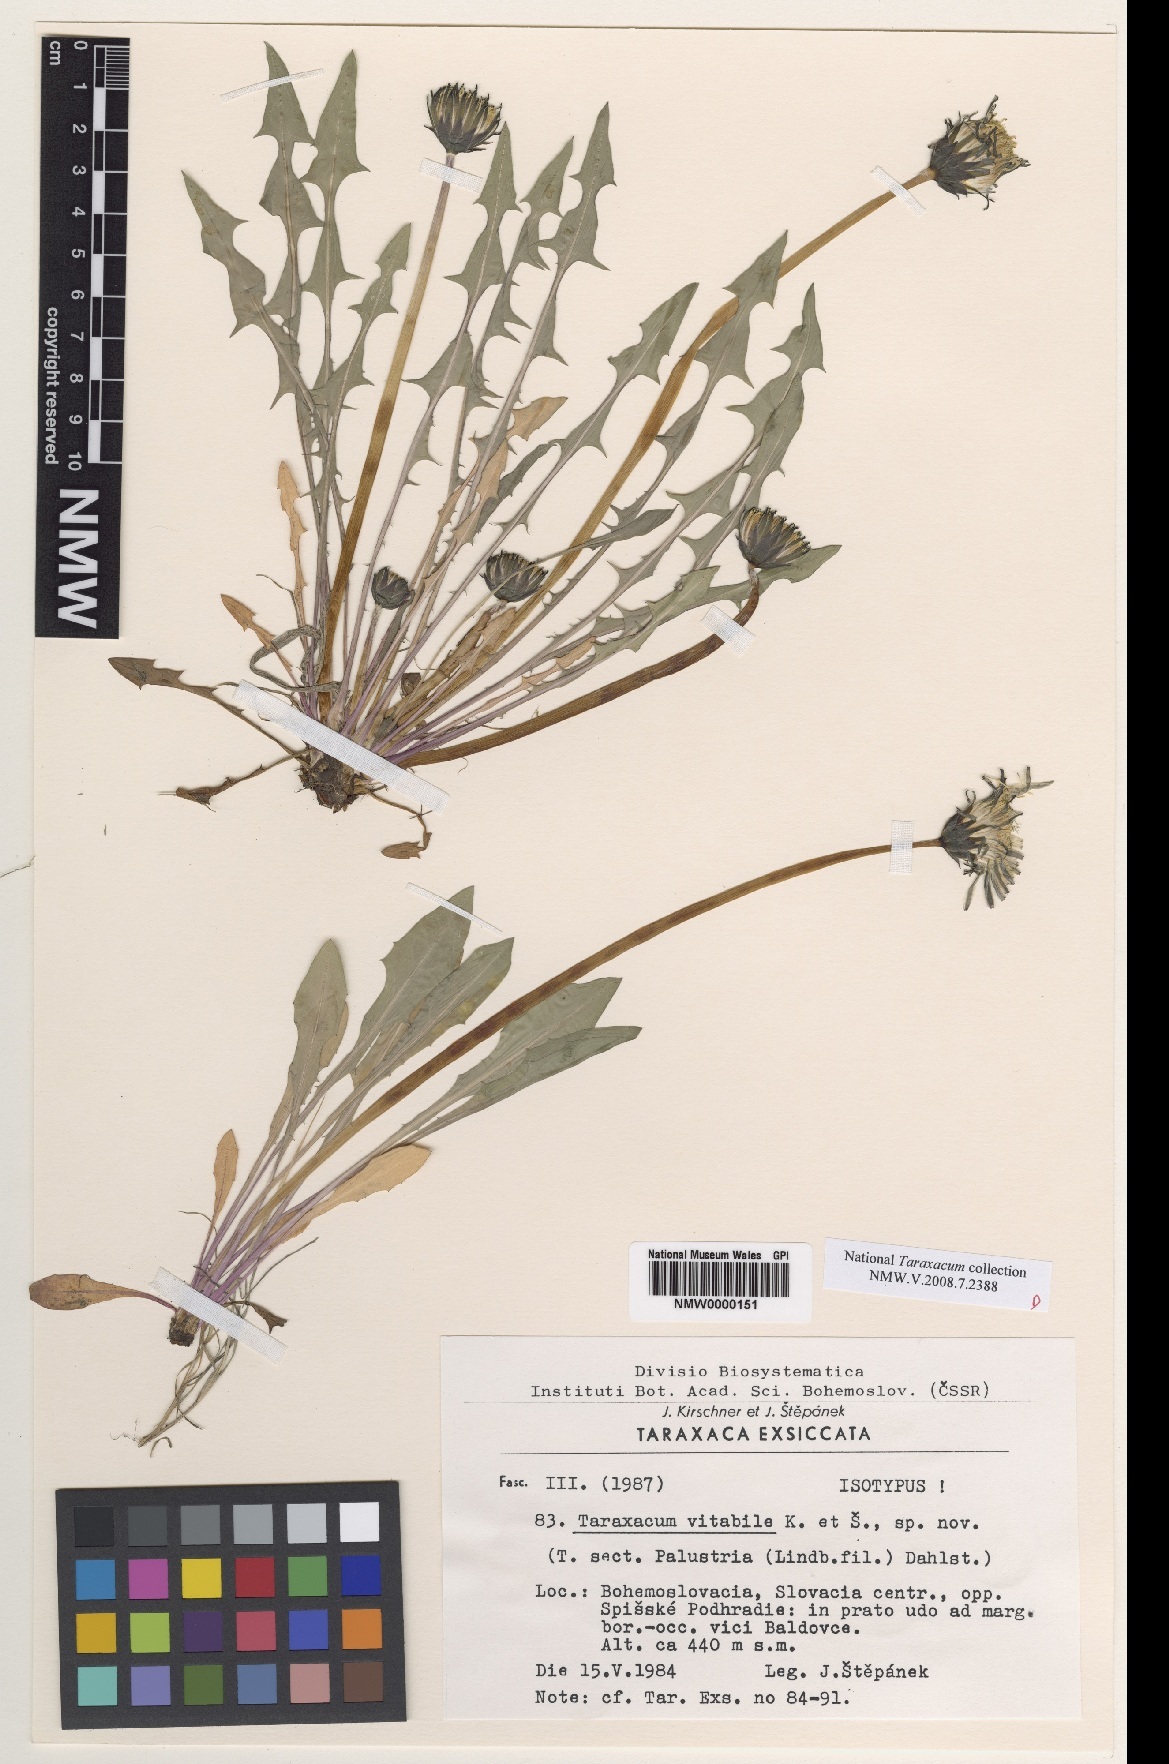 cm
0
1
2
3
4
5
6
7
8
9
10
copyright reserved
NMW
National Museum Wales GPI
NMW0000151
National Taraxacum collection
NMW.V.2008.7.2388
Divisio Biosystematica
Instituti Bot. Acad. Sci. Bohemoslov. (ČSSR)
J. Kirschner et J. Štěpánek
TARAXACA EXSICCATA
Fasc. III. (1987) ISOTYPUS !
83. Taraxacum vitabile K. et Š., sp. nov.
(T. sect. Palustria (Lindb.fil.) Dahlst.)
Loc.: Bohemoslovacia, Slovacia centr., opp.
Spišské Podhradie: in prato udo ad marg.
bor.-occ. vici Baldovce.
Alt. ca 440 m s.m.
Die 15.V.1984 Leg. J.Štěpánek
Note: cf. Tar. Exs. no 84-91.